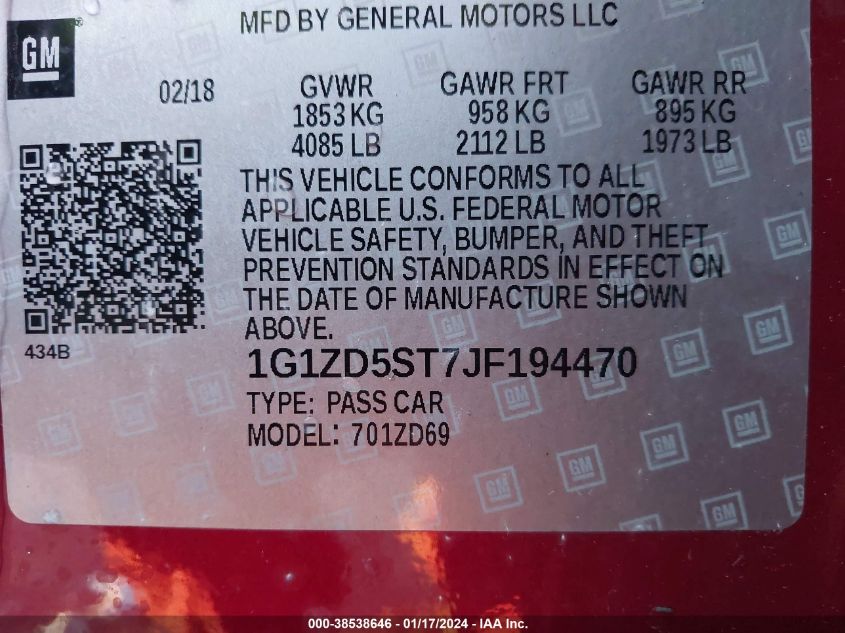 MFD BY GENERAL MOTORS LLC
GM
02/18
GVWR GAWR FRT GAWR RR
1853 KG 958 KG 895 KG
4085 LB 2112 LB 1973 LB
THIS VEHICLE CONFORMS TO ALL
APPLICABLE U.S. FEDERAL MOTOR
VEHICLE SAFETY, BUMPER, AND THEFT
PREVENTION STANDARDS IN EFFECT ON
THE DATE OF MANUFACTURE SHOWN
ABOVE.
434B
1G1ZD5ST7JF194470
TYPE: PASS CAR
MODEL: 701ZD69
000-38538646 - 01/17/2024 - IAA Inc.